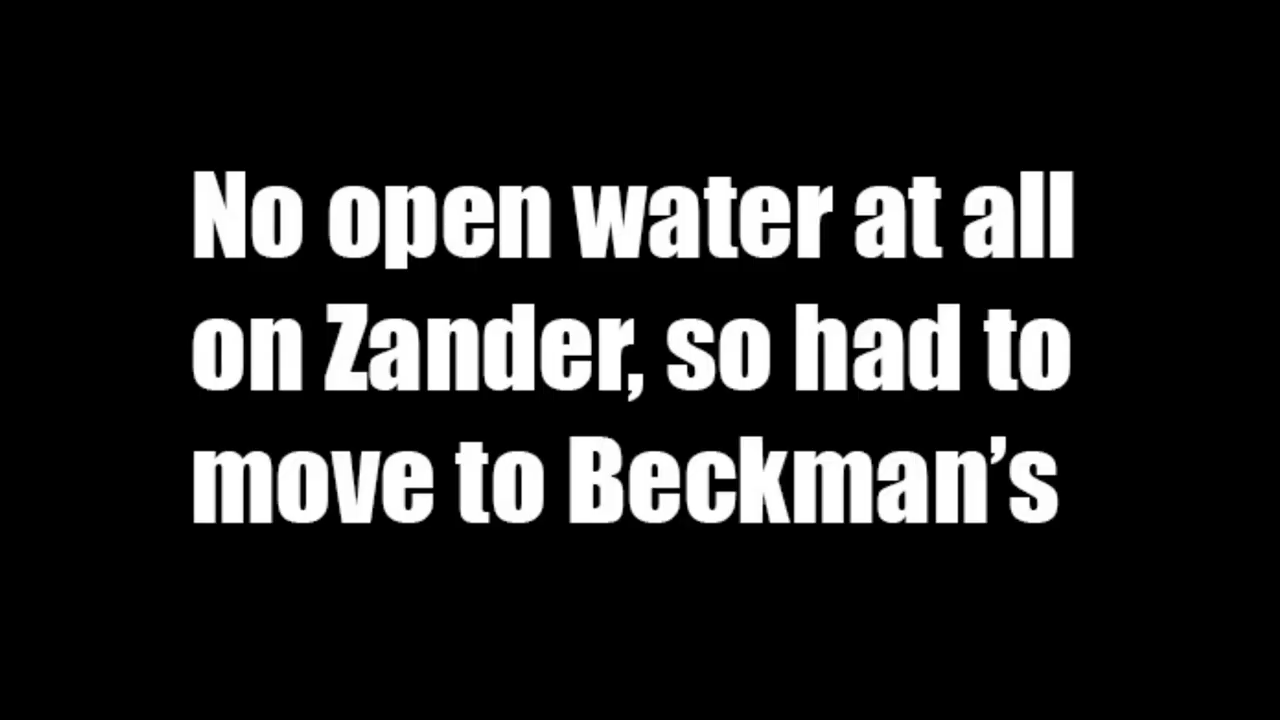 No open water at all
on Zander, so had to
move to Beckman’s